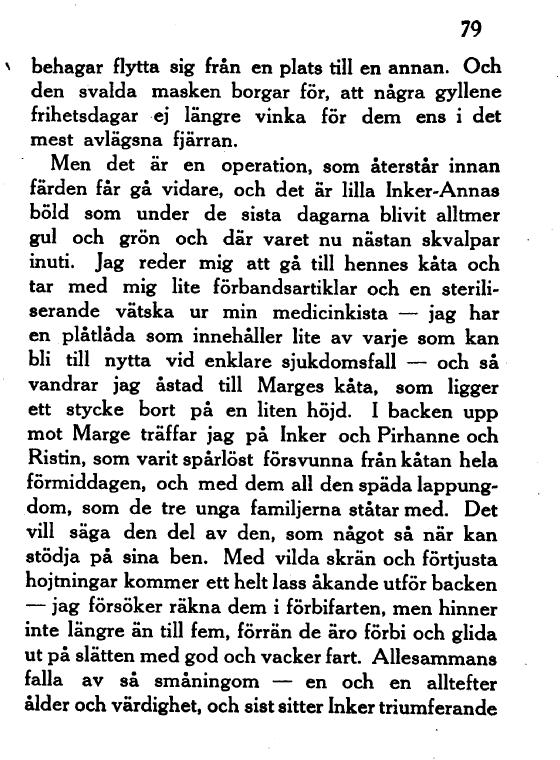 79
behagar flytta sig från en plats till en annan. Och
den svalda masken borgar för, att några gyllene
frihetsdagar ej längre vinka för dem ens i det
mest avlägsna fjärran.
Men det är en operation, som återstår innan
färden får gå vidare, och det är lilla Inker-Annas
böld som under de sista dagarna blivit alltmer
gul och grön och där varet nu nästan skvalpar
inuti. Jag reder mig att gå till hennes kåta och
tar med mig lite förbandsartiklar och en sterili-
serande vätska ur min medicinkista — jag har
en plåtlåda som innehåller lite av varje som kan
bli till nytta vid enklare sjukdomsfall — och så
vandrar jag åstad till Marges kåta, som ligger
ett stycke bort på en liten höjd. I backen upp
mot Marge träffar jag på Inker och Pirhanne och
Ristin, som varit spårlöst försvunna från kåtan hela
förmiddagen, och med dem all den späda lappung-
dom, som de tre unga familjerna ståtar med. Det
vill säga den del av den, som något så när kan
stödja på sina ben. Med vilda skrän och förtjusta
hojtningar kommer ett helt lass åkande utför backen
— jag försöker räkna dem i förbifarten, men hinner
inte längre än till fem, förrän de äro förbi och glida
ut på slätten med god och vacker fart. Allesammans
falla av så småningom — en och en alltefter
ålder och värdighet, och sist sitter Inker triumferande